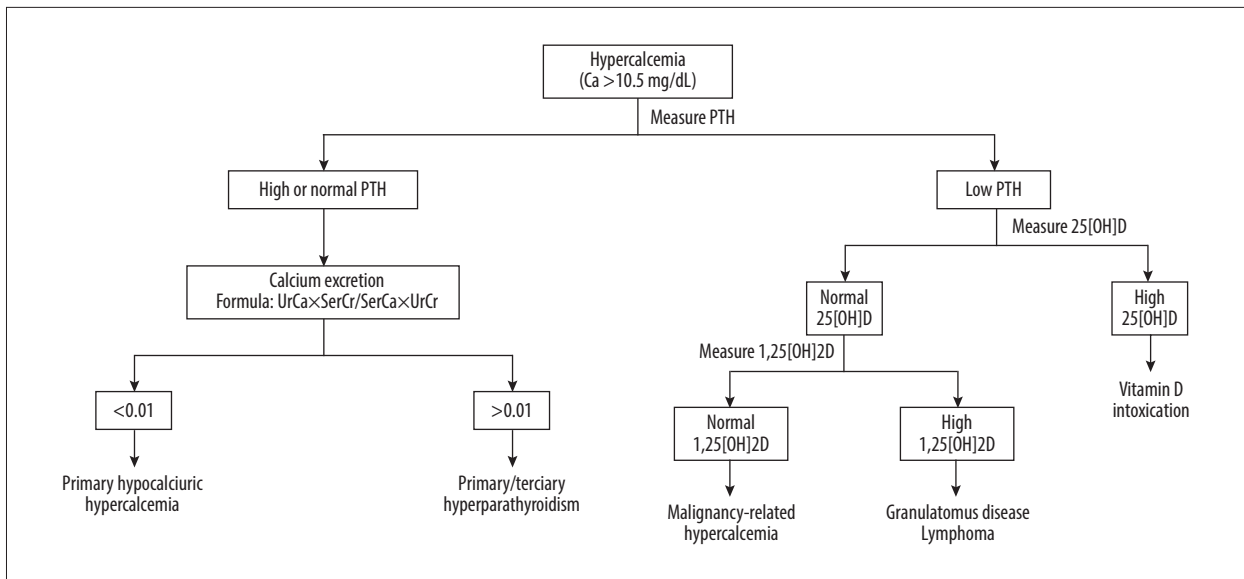 Hypercalcemia
(Ca >10.5 mg/dL)
Measure PTH
High or normal PTH
Low PTH
Measure 25[OH]D
Calcium excretion
Formula: UrCa×SerCr/SerCa×UrCr
Normal
25[OH]D
High
25[OH]D
Measure 1,25[OH]2D
Vitamin D
intoxication
<0.01
>0.01
Normal
1,25[OH]2D
High
1,25[OH]2D
Primary hypocalciuric
hypercalcemia
Primary/terciary
hyperparathyroidism
Malignancy-related
hypercalcemia
Granulatomus disease
Lymphoma